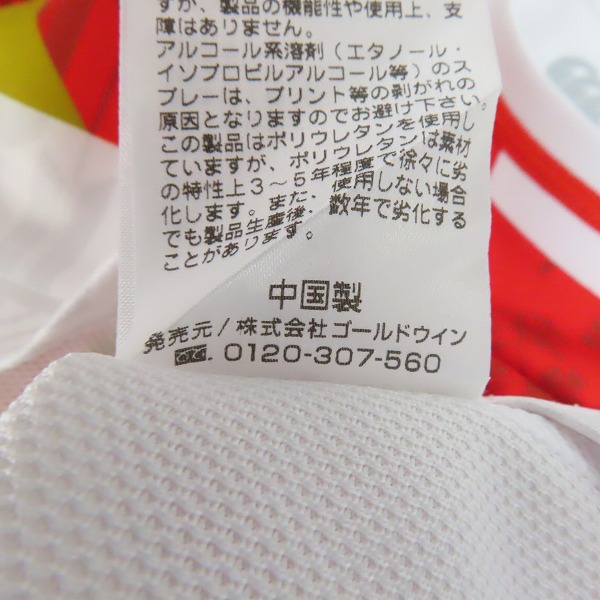 すが、製品の機能性や使用上、支
障はありません。
アルコール系溶剤（エタノール・
イソプロピルアルコール等）のス
プレーは、プリント等の剥がれの
原因となりますのでお避け下さい。
この製品はポリウレタンを使用し
ていますが、ポリウレタンは素材
の特性上3〜5年程度で徐々に劣
化します。また、使用しない場合
でも製品生産後、数年で劣化する
ことがあります。
中国製
発売元/株式会社ゴールドウイン
0120-307-560